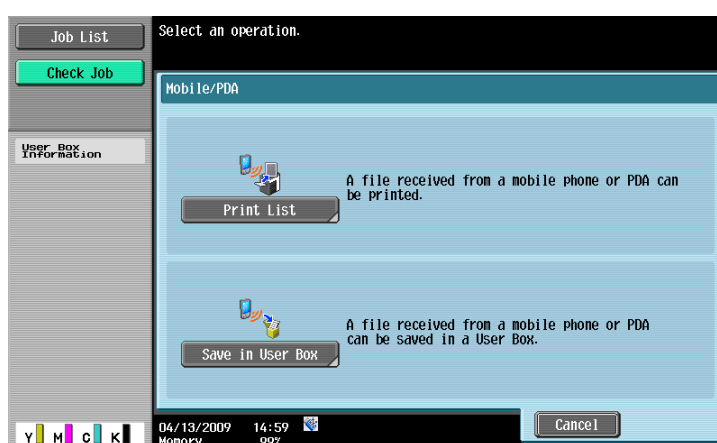 Job List
Check Job
User Box
Information
Select an operation.
Mobile/PDA
Print List
A file received from a mobile phone or PDA can
be printed.
Save in User Box
A file received from a mobile phone or PDA
can be saved in a User Box.
Y M C K
04/13/2009 14:59
Memory 99%
Cancel